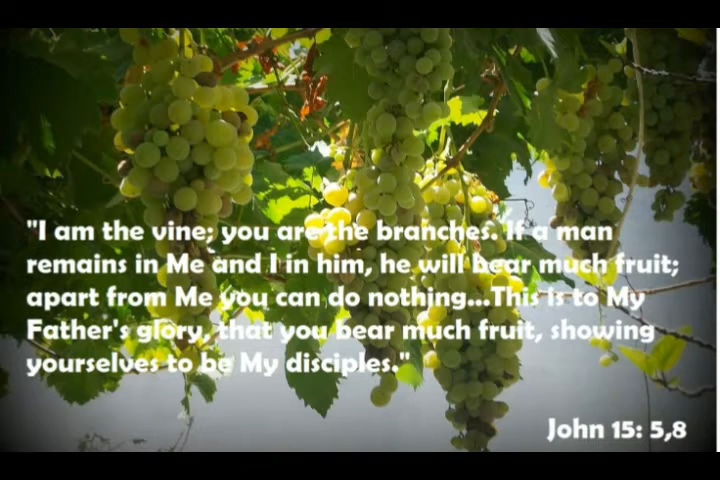 "I am the vine; you are the branches. If a man
remains in Me and I in him, he will bear much fruit;
apart from Me you can do nothing...This is to My
Father's glory, that you bear much fruit, showing
yourselves to be My disciples."
John 15: 5,8